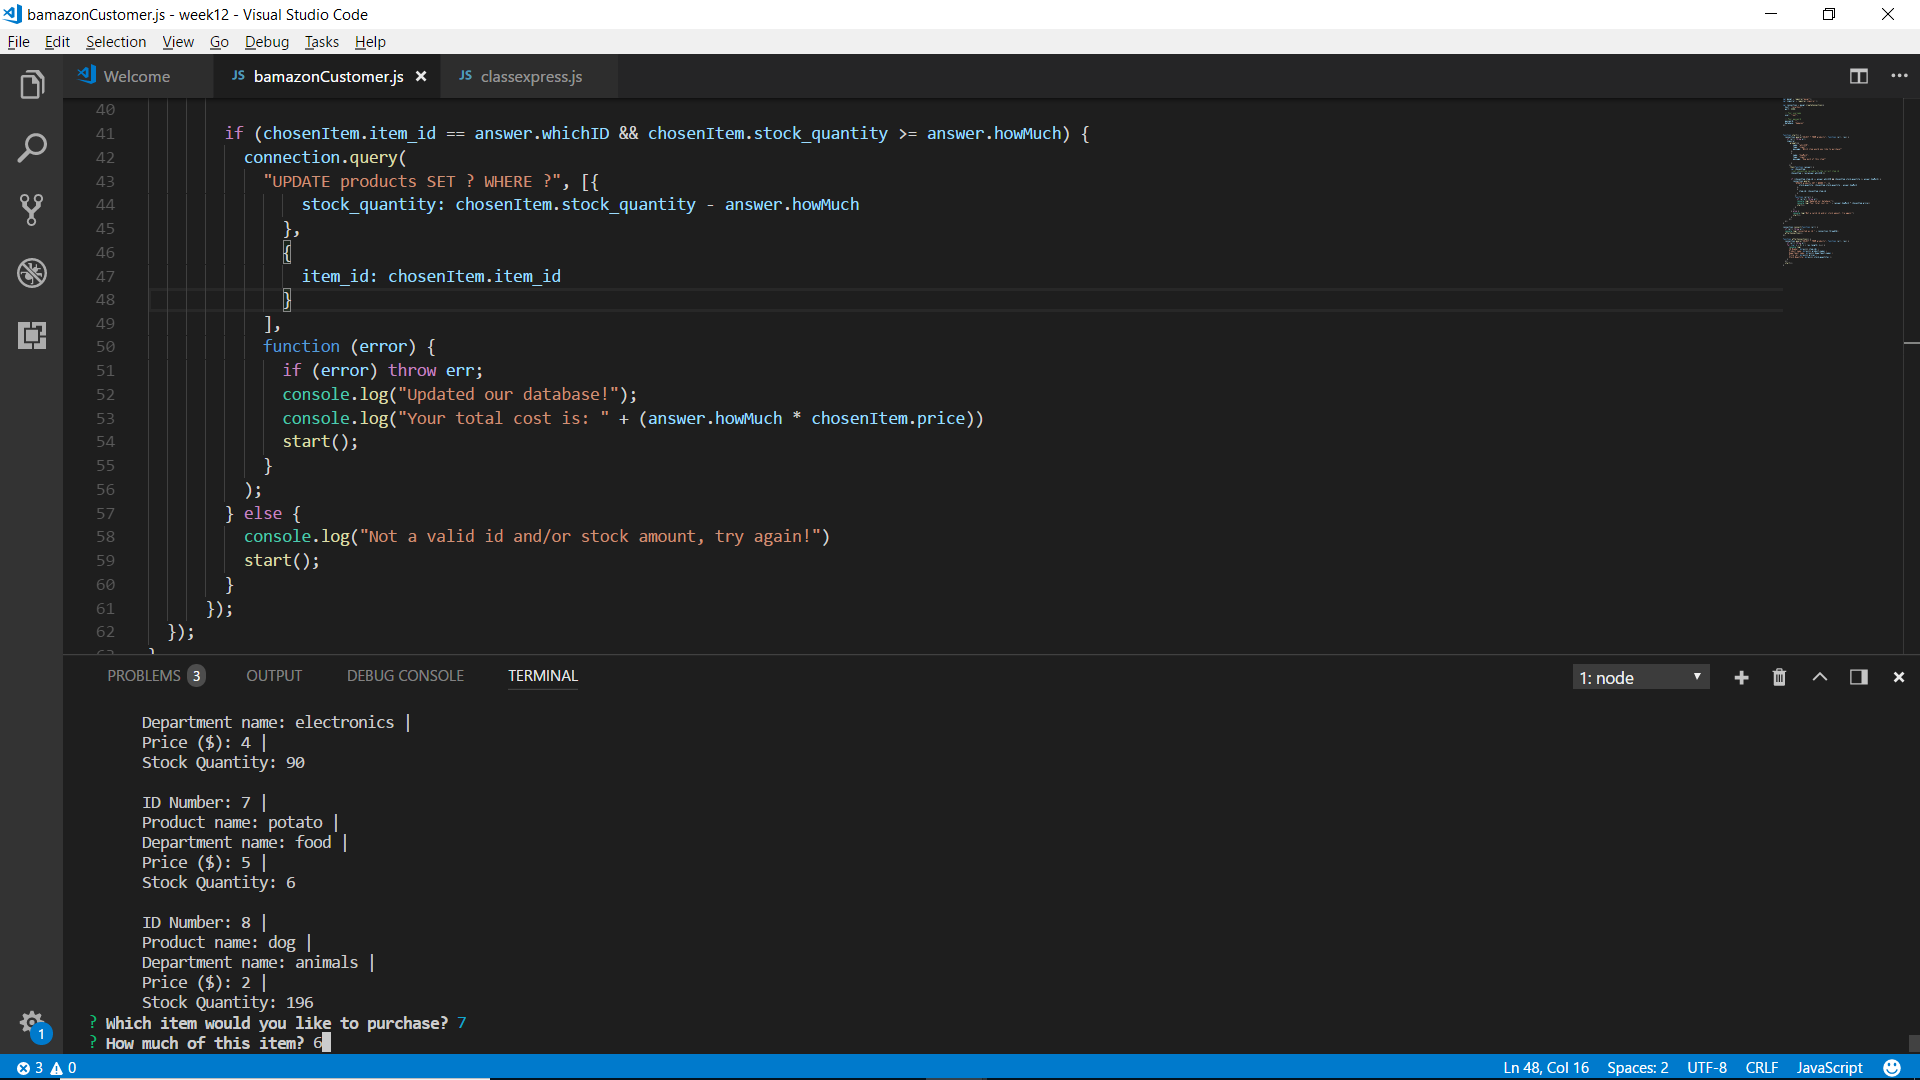 bamazonCustomer.js - week12 - Visual Studio Code
File Edit Selection View Go Debug Tasks Help
Welcome JS bamazonCustomer.js JS classexpress.js
40
41 if (chosenItem.item_id == answer.whichID && chosenItem.stock_quantity >= answer.howMuch) {
42 connection.query(
43 "UPDATE products SET ? WHERE ?", [{
44 stock_quantity: chosenItem.stock_quantity - answer.howMuch
45 },
46 {
47 item_id: chosenItem.item_id
48 }
49 ],
50 function (error) {
51 if (error) throw err;
52 console.log("Updated our database!");
53 console.log("Your total cost is: " + (answer.howMuch * chosenItem.price))
54 start();
55 }
56 );
57 } else {
58 console.log("Not a valid id and/or stock amount, try again!")
59 start();
60 }
61 });
62 });
PROBLEMS 3 OUTPUT DEBUG CONSOLE TERMINAL 1: node
Department name: electronics |
Price ($): 4 |
Stock Quantity: 90
ID Number: 7 |
Product name: potato |
Department name: food |
Price ($): 5 |
Stock Quantity: 6
ID Number: 8 |
Product name: dog |
Department name: animals |
Price ($): 2 |
Stock Quantity: 196
? Which item would you like to purchase? 7
? How much of this item? 6
1
3 0 Ln 48, Col 16 Spaces: 2 UTF-8 CRLF JavaScript